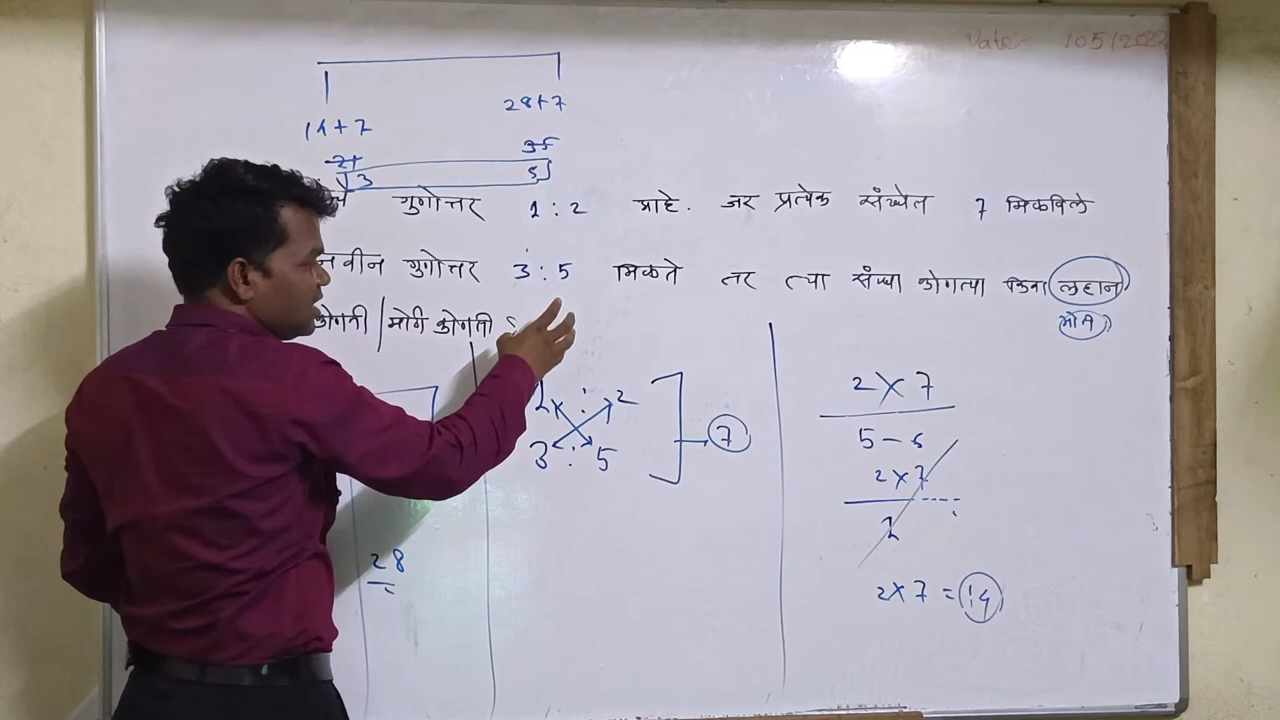 Date: /05/2022
28+7
14+7
35
21
3 5
गुणोत्तर 1 : 2 आहे. जर प्रत्येक संख्येत 7 मिळविले
नवीन गुणोत्तर 3 : 5 मिळते तर त्या संख्या कोणत्या किंवा लहान
कोणती / मोठी कोणती
2 × 7
1 : 2
5 - 6
3 : 5
7
2×7
1
28
2×7 = 14